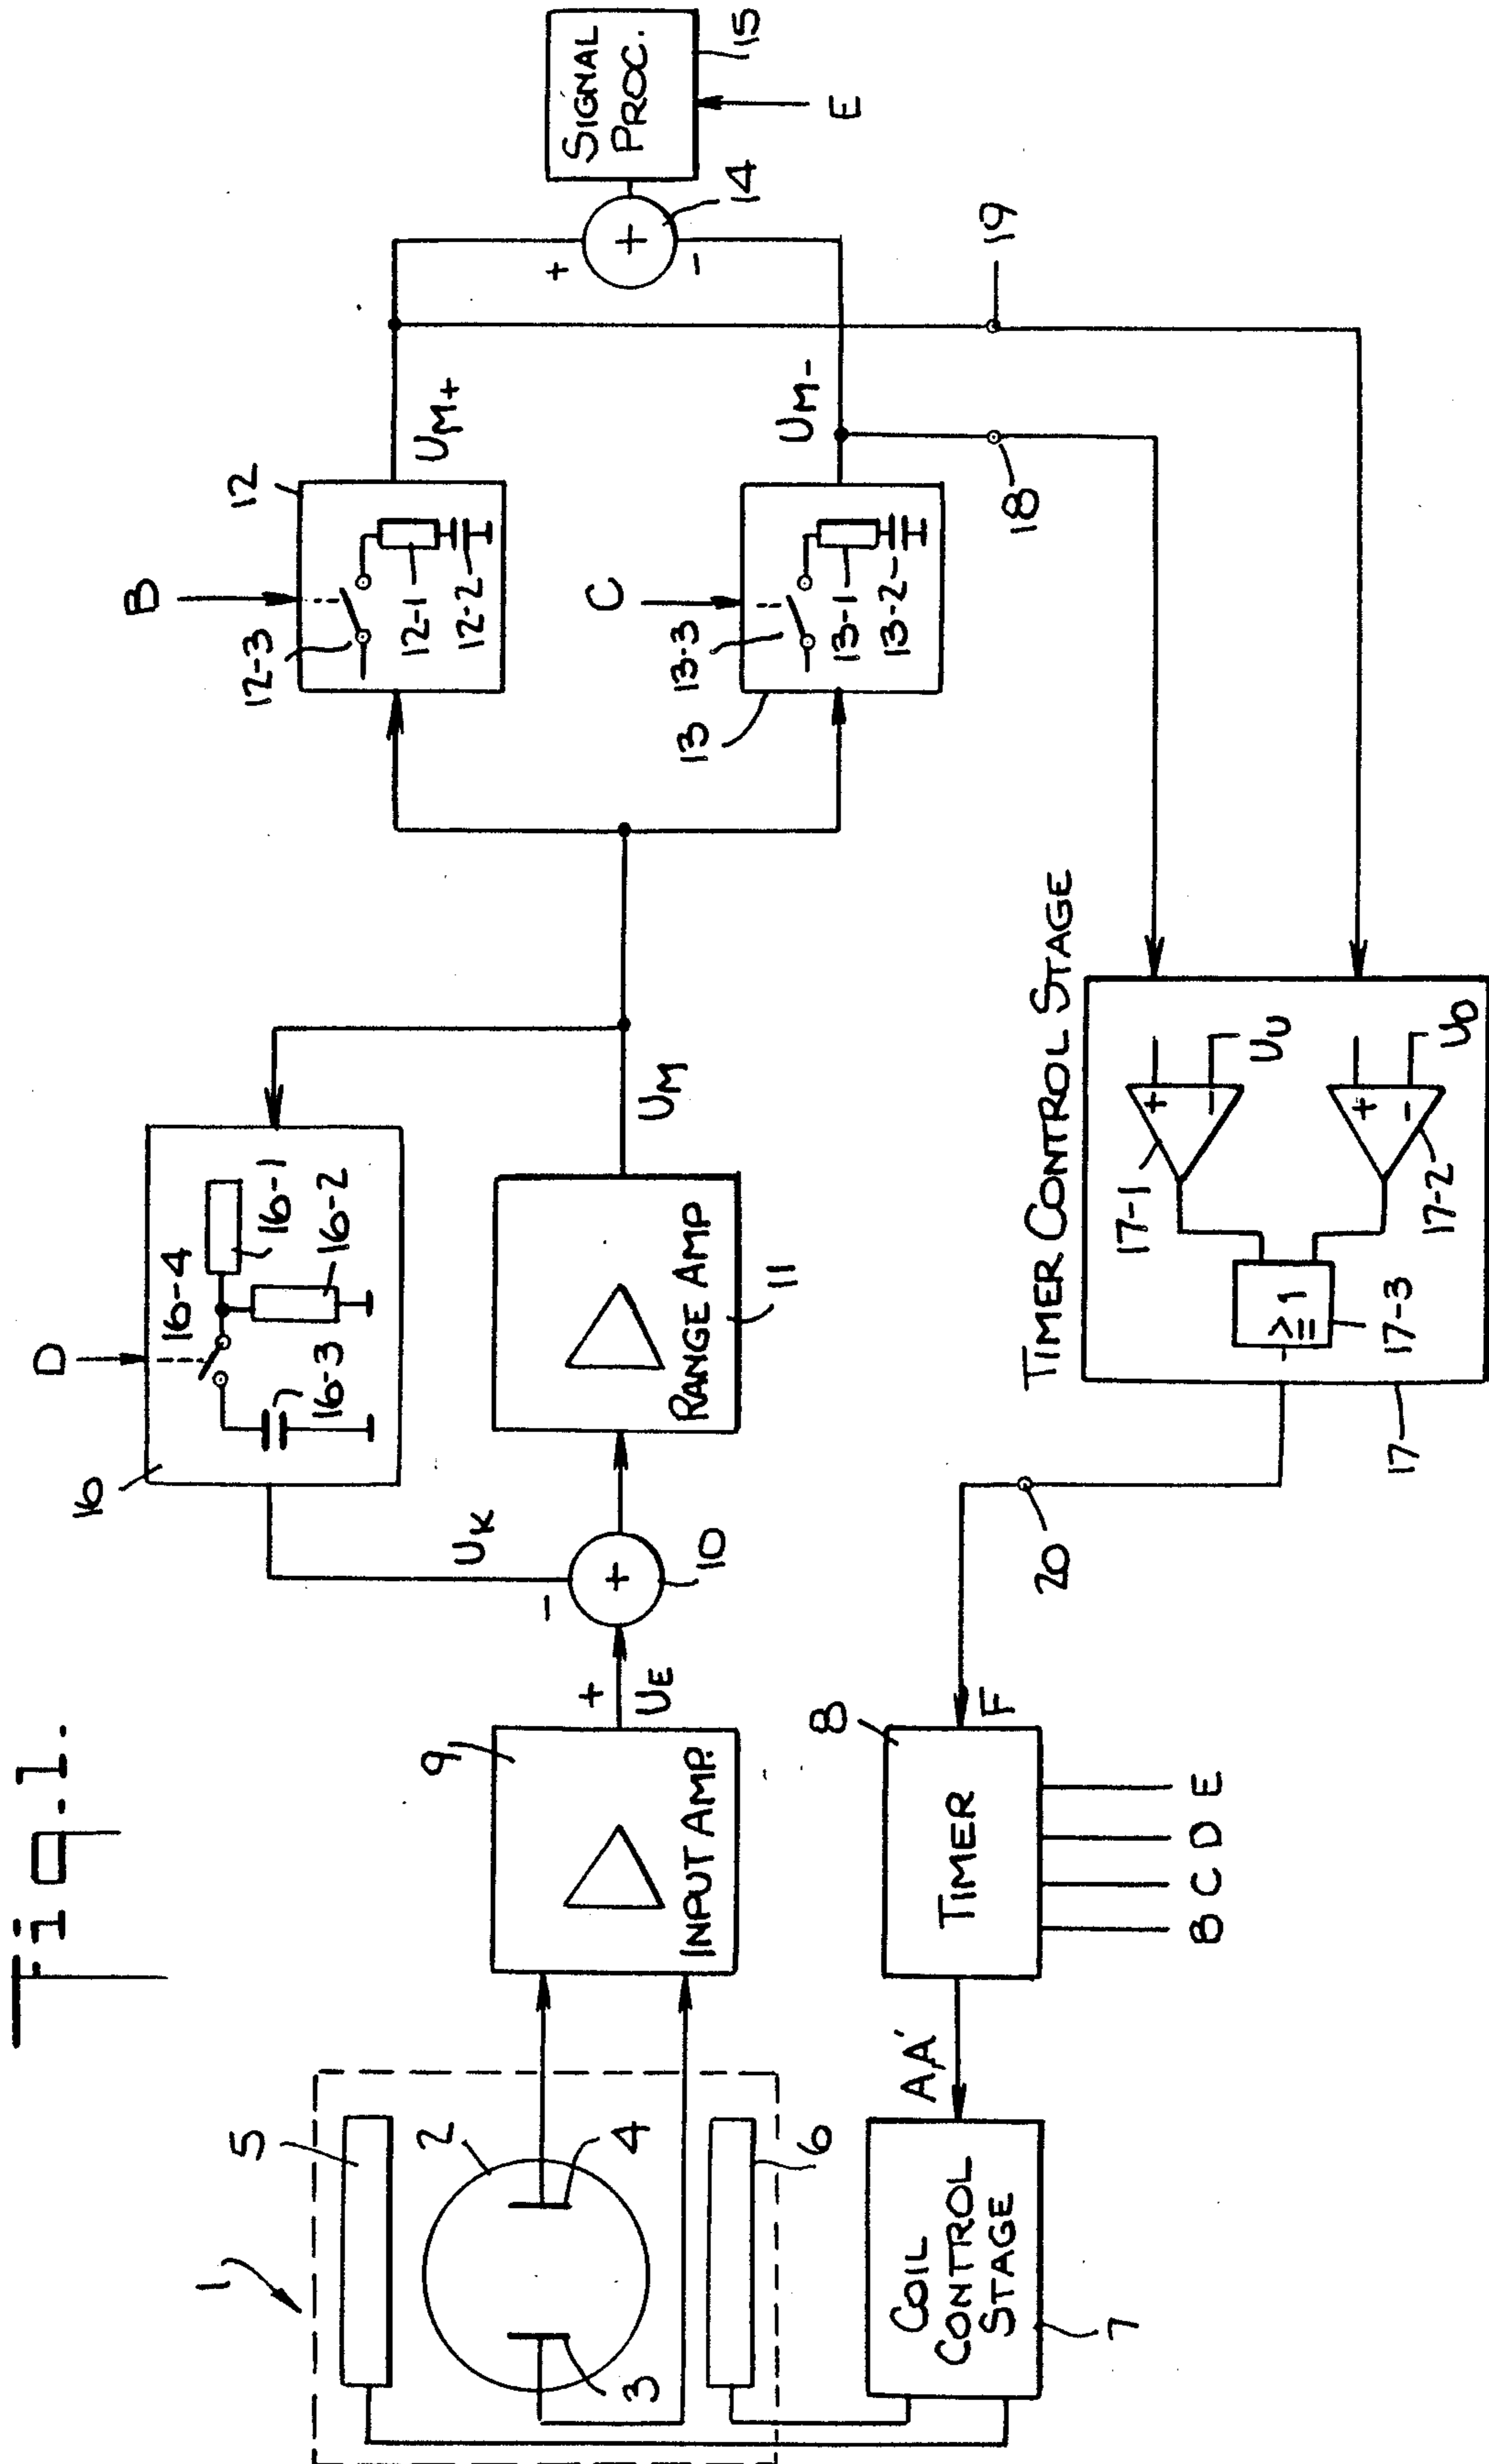 Fig.1.
1
5
2
4
3
6
COIL
CONTROL
STAGE
7
AA'
8
TIMER
F
B C D E
9
INPUT AMP.
+
UE
10
+
-
UK
16
D
16-4
16-1
16-2
16-3
RANGE AMP
11
UM
B
12
12-3
12-1
12-2
UM+
C
13
13-3
13-1
13-2
UM-
+
+
-
14
SIGNAL
PROC.
15
E
18
19
20
TIMER CONTROL STAGE
17
17-1
+
-
UU
17-2
+
-
UO
>=1
17-3